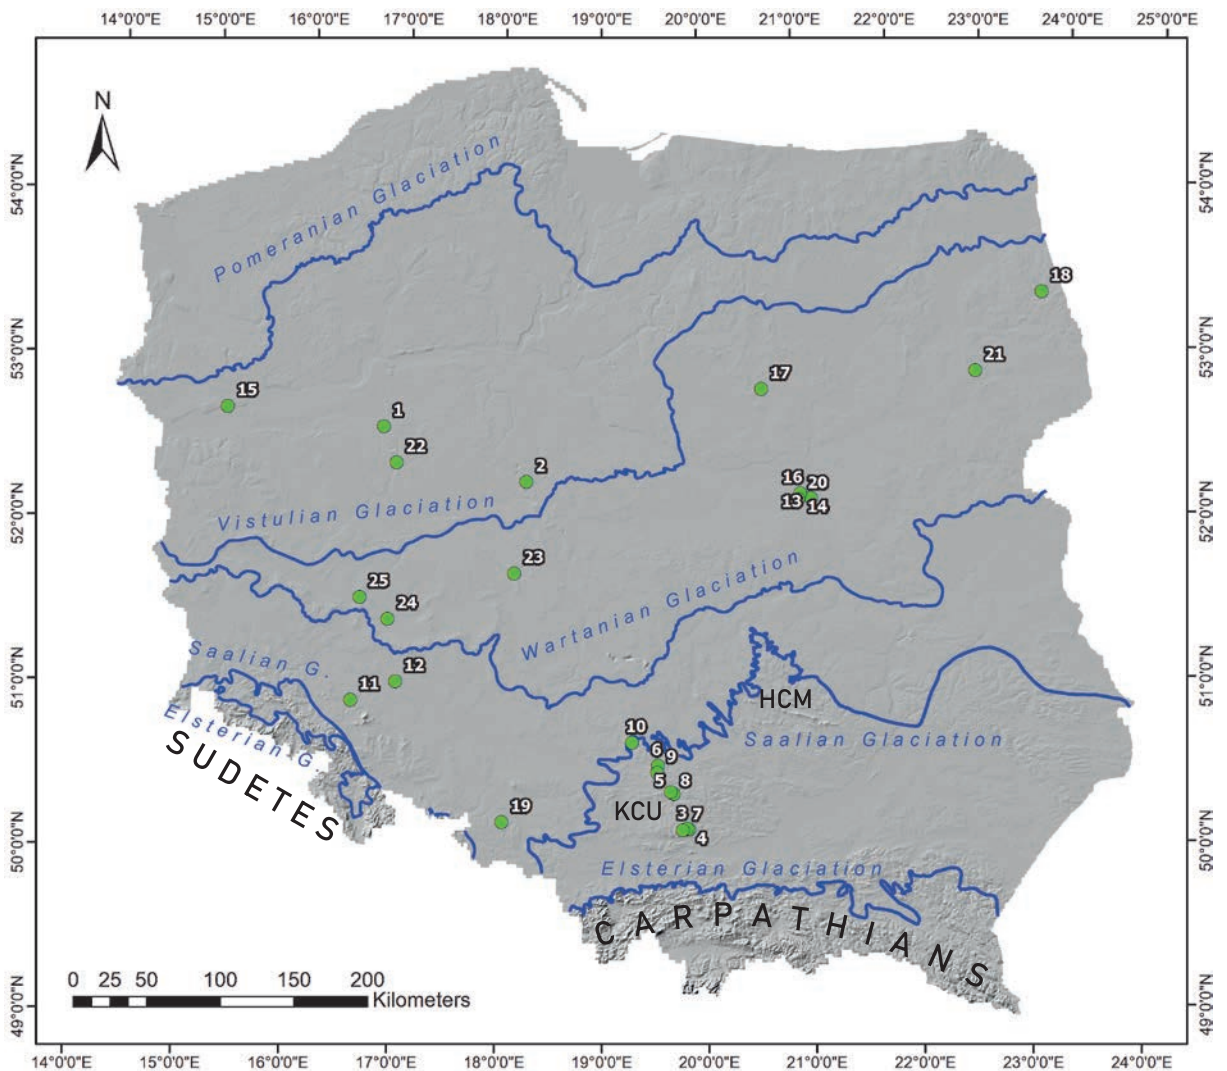 14°0'0"E 15°0'0"E 16°0'0"E 17°0'0"E 18°0'0"E 19°0'0"E 20°0'0"E 21°0'0"E 22°0'0"E 23°0'0"E 24°0'0"E 25°0'0"E
N
54°0'0"N
54°0'0"N
Pomeranian Glaciation
18
53°0'0"N
53°0'0"N
21
17
15
1
22
2
16 20
13 14
52°0'0"N
52°0'0"N
Vistulian Glaciation
23
25
24
Wartanian Glaciation
Saalian G.
12
11
51°0'0"N
51°0'0"N
HCM
Elsterian G.
SUDETES
10
6 9
5 8
Saalian Glaciation
KCU
3 7
4
19
50°0'0"N
50°0'0"N
Elsterian Glaciation
CARPATHIANS
0 25 50 100 150 200
Kilometers
49°0'0"N
49°0'0"N
14°0'0"E 15°0'0"E 16°0'0"E 17°0'0"E 18°0'0"E 19°0'0"E 20°0'0"E 21°0'0"E 22°0'0"E 23°0'0"E 24°0'0"E